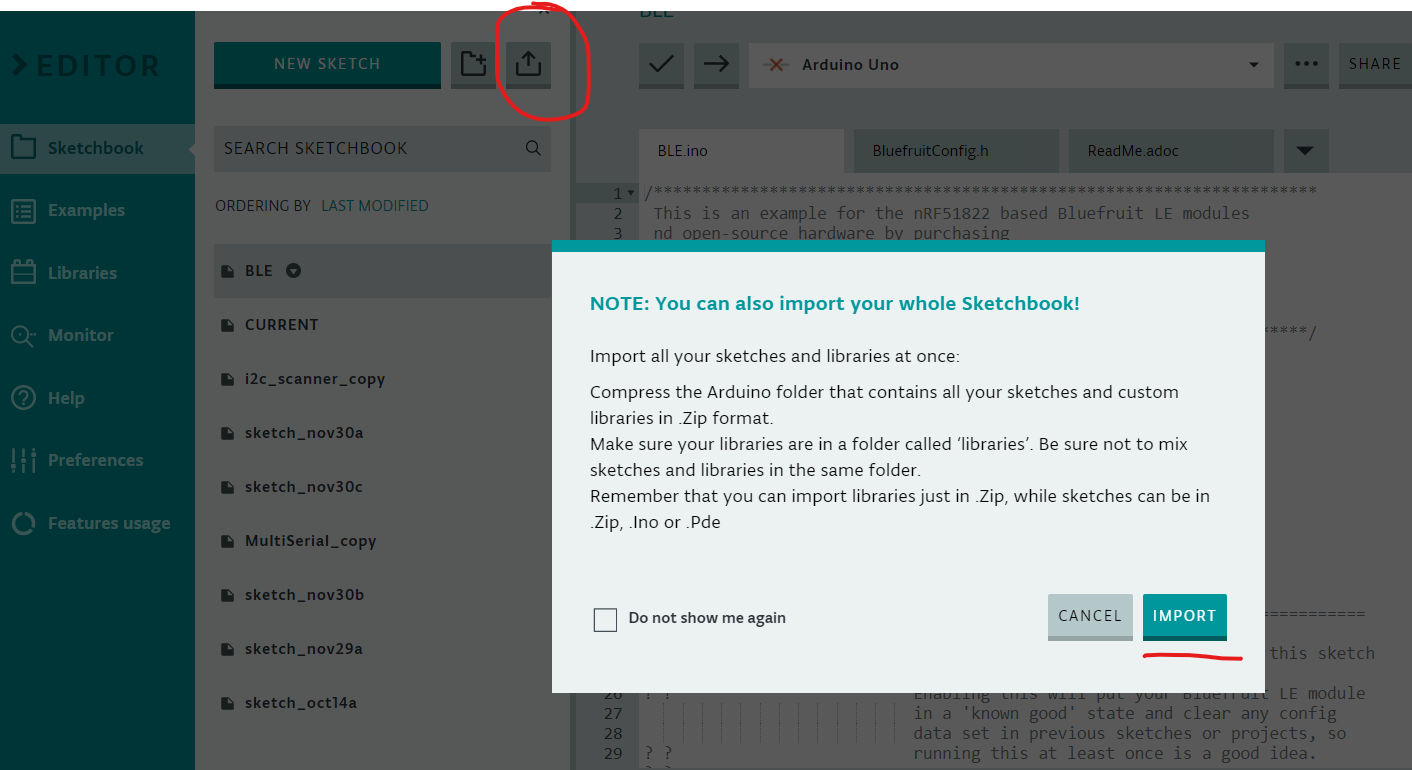 BLE
EDITOR
NEW SKETCH
Arduino Uno
SHARE
Sketchbook
SEARCH SKETCHBOOK
BLE.ino
BluefruitConfig.h
ReadMe.adoc
Examples
ORDERING BY LAST MODIFIED
1 /********************************************************************
2 This is an example for the nRF51822 based Bluefruit LE modules
3 nd open-source hardware by purchasing
Libraries
Monitor
Help
Preferences
Features usage
BLE
CURRENT
i2c_scanner_copy
sketch_nov30a
sketch_nov30c
MultiSerial_copy
sketch_nov30b
sketch_nov29a
sketch_oct14a
NOTE: You can also import your whole Sketchbook!
*****/
Import all your sketches and libraries at once:
Compress the Arduino folder that contains all your sketches and custom
libraries in .Zip format.
Make sure your libraries are in a folder called ‘libraries’. Be sure not to mix
sketches and libraries in the same folder.
Remember that you can import libraries just in .Zip, while sketches can be in
.Zip, .Ino or .Pde
Do not show me again
CANCEL
IMPORT
===========
this sketch
26 ? ? Enabling this will put your Bluefruit LE module
27 in a 'known good' state and clear any config
28 data set in previous sketches or projects, so
29 ? ? running this at least once is a good idea.